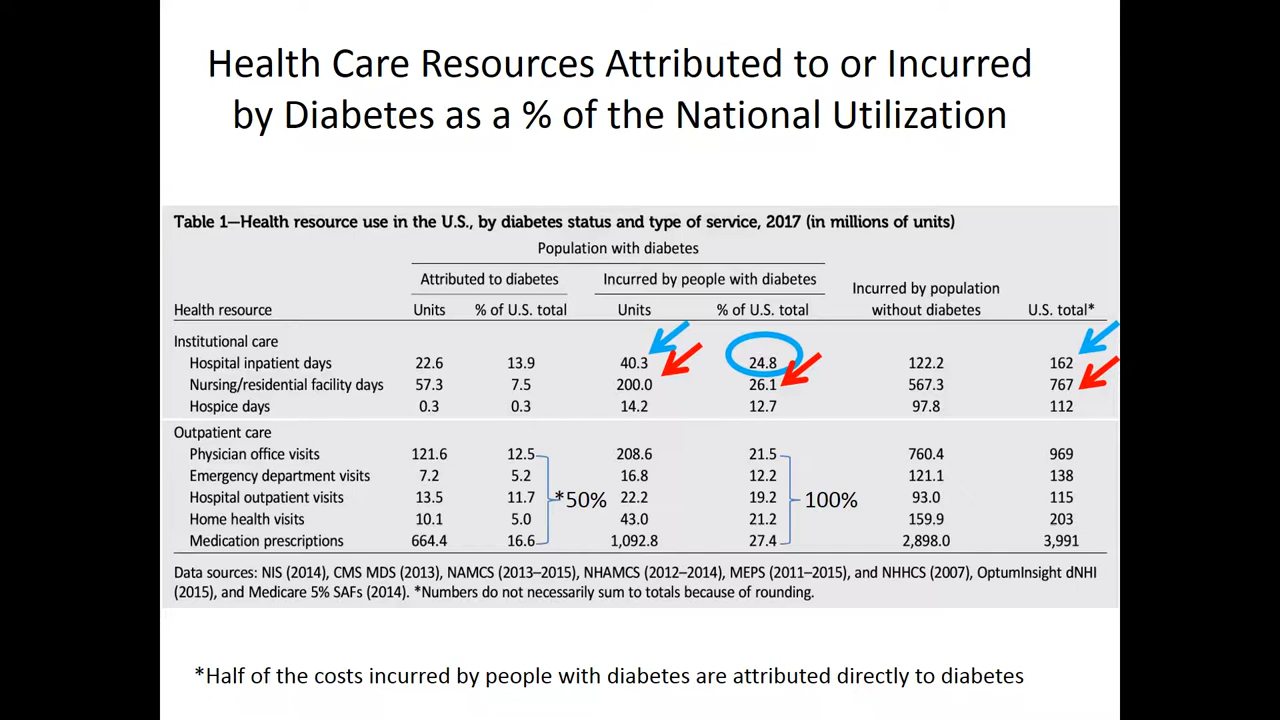 Health Care Resources Attributed to or Incurred
by Diabetes as a % of the National Utilization
Table 1—Health resource use in the U.S., by diabetes status and type of service, 2017 (in millions of units)
Population with diabetes
Attributed to diabetes Incurred by people with diabetes
Incurred by population
Health resource Units % of U.S. total Units % of U.S. total without diabetes U.S. total*
Institutional care
Hospital inpatient days 22.6 13.9 40.3 24.8 122.2 162
Nursing/residential facility days 57.3 7.5 200.0 26.1 567.3 767
Hospice days 0.3 0.3 14.2 12.7 97.8 112
Outpatient care
Physician office visits 121.6 12.5 208.6 21.5 760.4 969
Emergency department visits 7.2 5.2 16.8 12.2 121.1 138
Hospital outpatient visits 13.5 11.7 *50% 22.2 19.2 100% 93.0 115
Home health visits 10.1 5.0 43.0 21.2 159.9 203
Medication prescriptions 664.4 16.6 1,092.8 27.4 2,898.0 3,991
Data sources: NIS (2014), CMS MDS (2013), NAMCS (2013–2015), NHAMCS (2012–2014), MEPS (2011–2015), and NHHCS (2007), OptumInsight dNHI
(2015), and Medicare 5% SAFs (2014). *Numbers do not necessarily sum to totals because of rounding.
*Half of the costs incurred by people with diabetes are attributed directly to diabetes